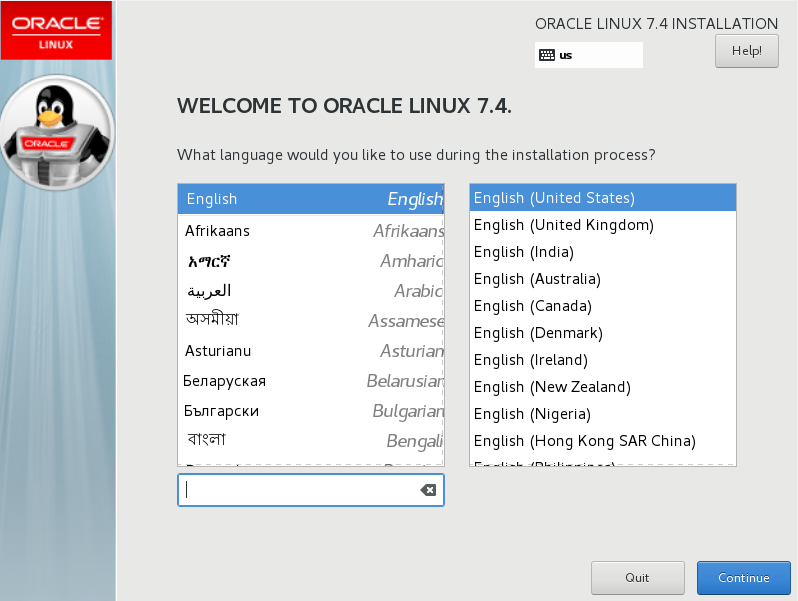 ORACLE
LINUX
ORACLE
ORACLE LINUX 7.4 INSTALLATION
us
Help!
WELCOME TO ORACLE LINUX 7.4.
What language would you like to use during the installation process?
English English
Afrikaans Afrikaans
አማርኛ Amharic
العربية Arabic
অসমীয়া Assamese
Asturianu Asturian
Беларуская Belarusian
Български Bulgarian
বাংলা Bengali
English (United States)
English (United Kingdom)
English (India)
English (Australia)
English (Canada)
English (Denmark)
English (Ireland)
English (New Zealand)
English (Nigeria)
English (Hong Kong SAR China)
English (Philippines)
Quit
Continue